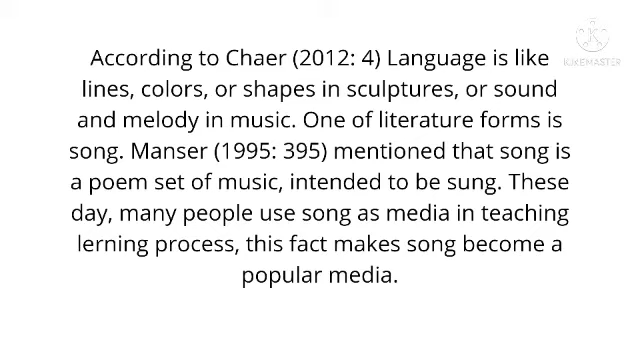 According to Chaer (2012: 4) Language is like
lines, colors, or shapes in sculptures, or sound
and melody in music. One of literature forms is
song. Manser (1995: 395) mentioned that song is
a poem set of music, intended to be sung. These
day, many people use song as media in teaching
lerning process, this fact makes song become a
popular media.
KINEMASTER